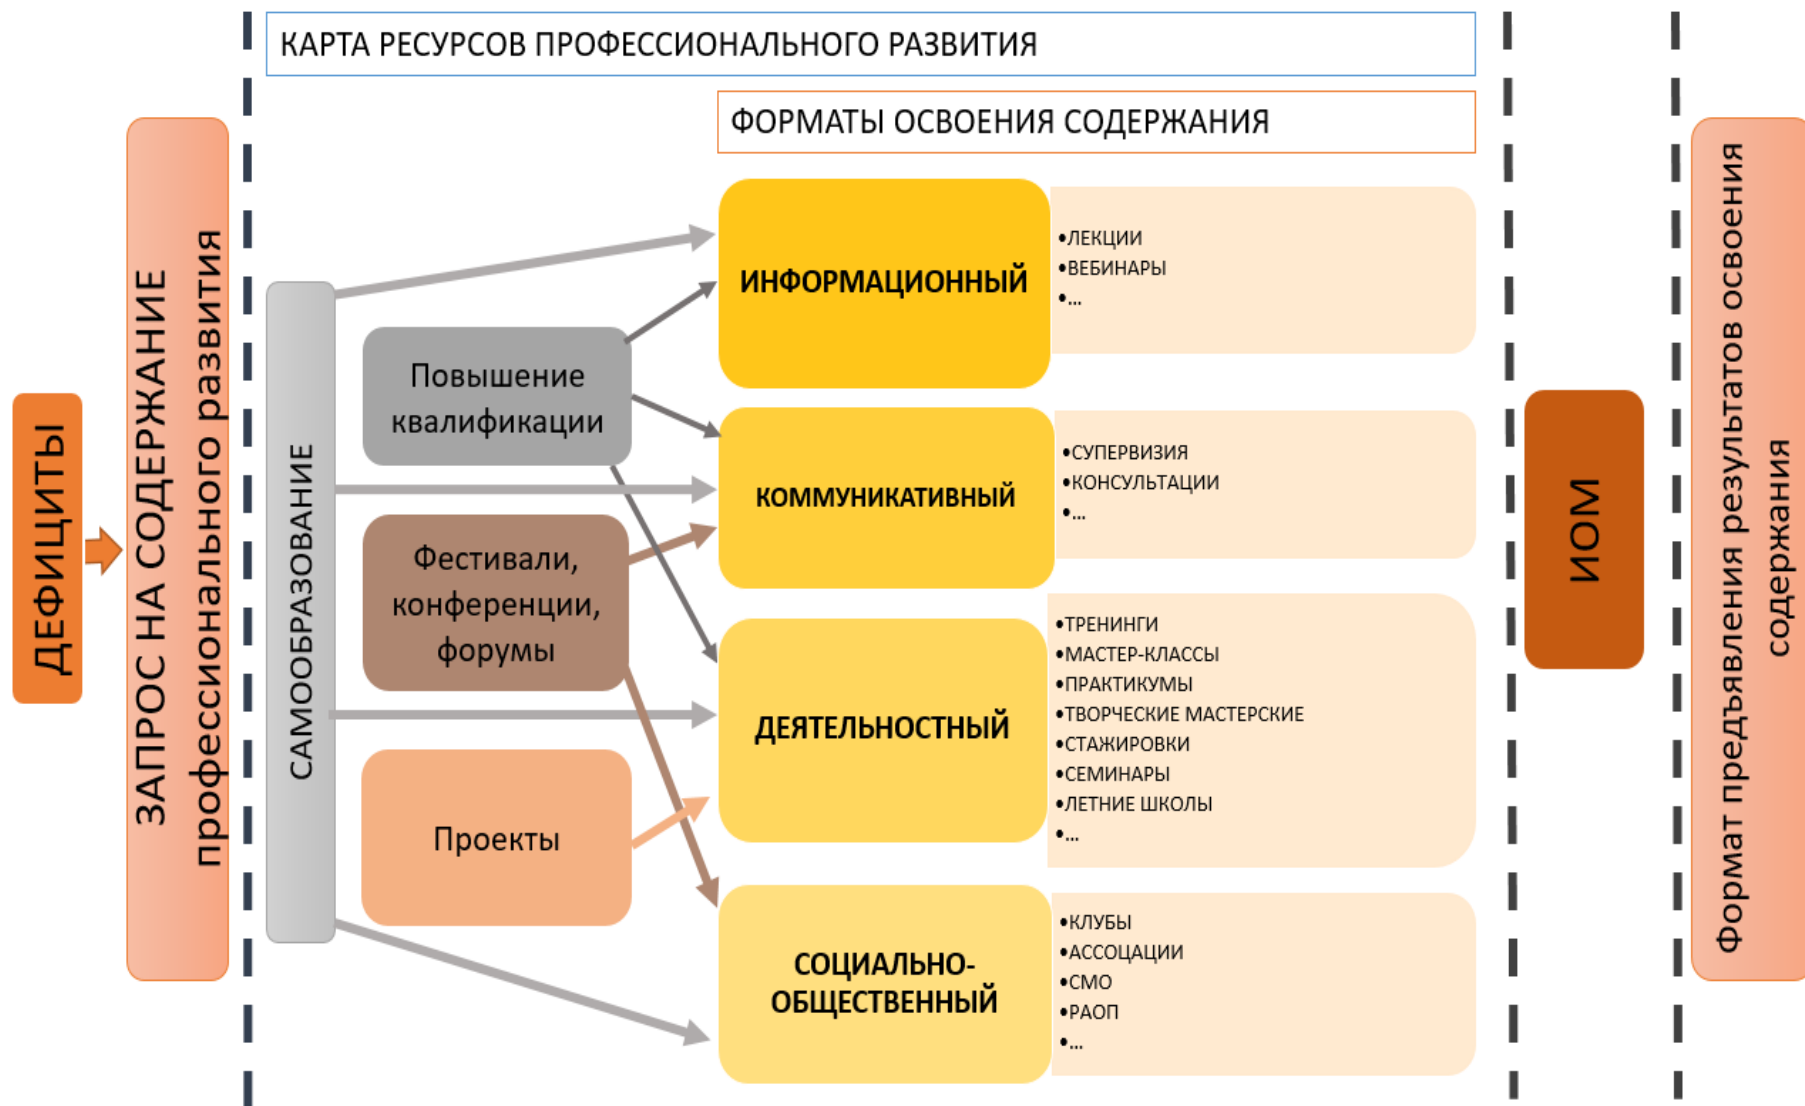 ДЕФИЦИТЫ
ЗАПРОС НА СОДЕРЖАНИЕ
профессионального развития
КАРТА РЕСУРСОВ ПРОФЕССИОНАЛЬНОГО РАЗВИТИЯ
ФОРМАТЫ ОСВОЕНИЯ СОДЕРЖАНИЯ
САМООБРАЗОВАНИЕ
Повышение
квалификации
Фестивали,
конференции,
форумы
Проекты
ИНФОРМАЦИОННЫЙ
•ЛЕКЦИИ
•ВЕБИНАРЫ
•...
КОММУНИКАТИВНЫЙ
•СУПЕРВИЗИЯ
•КОНСУЛЬТАЦИИ
•...
ДЕЯТЕЛЬНОСТНЫЙ
•ТРЕНИНГИ
•МАСТЕР-КЛАССЫ
•ПРАКТИКУМЫ
•ТВОРЧЕСКИЕ МАСТЕРСКИЕ
•СТАЖИРОВКИ
•СЕМИНАРЫ
•ЛЕТНИЕ ШКОЛЫ
•...
СОЦИАЛЬНО-
ОБЩЕСТВЕННЫЙ
•КЛУБЫ
•АССОЦАЦИИ
•СМО
•РАОП
•...
ИОМ
Формат предъявления результатов освоения
содержания